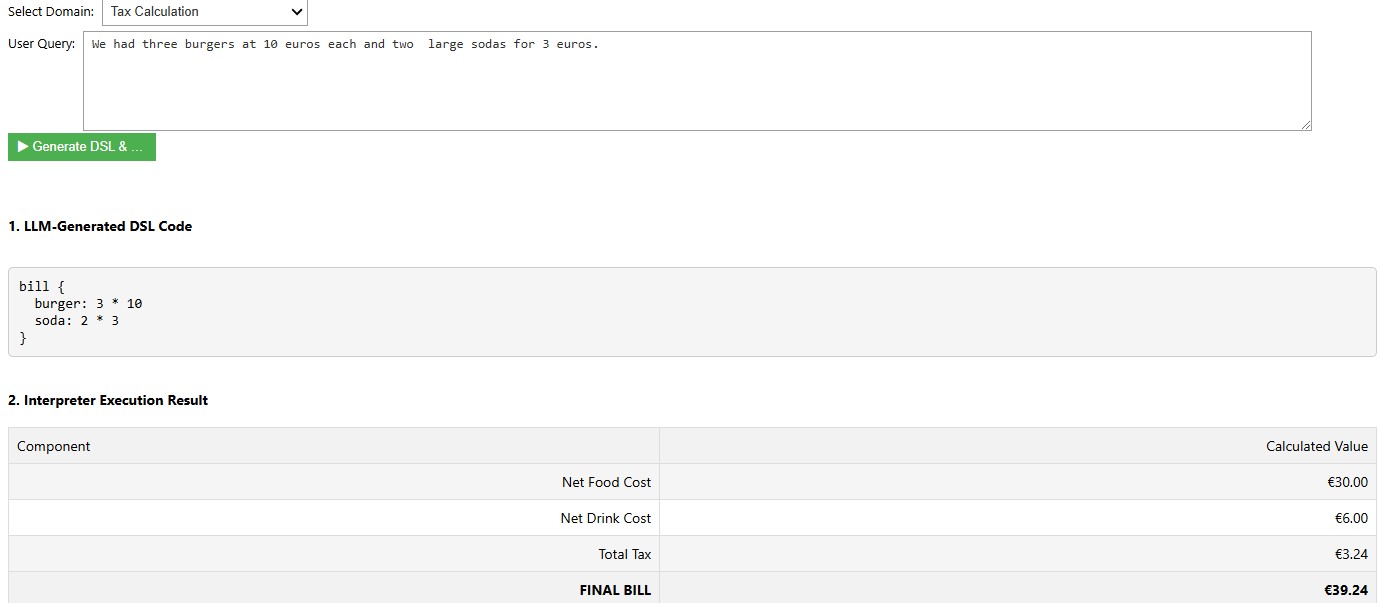 Select Domain: Tax Calculation
User Query: We had three burgers at 10 euros each and two  large sodas for 3 euros.
▶ Generate DSL & ...
1. LLM-Generated DSL Code
bill {
  burger: 3 * 10
  soda: 2 * 3
}
2. Interpreter Execution Result
Component Calculated Value
Net Food Cost €30.00
Net Drink Cost €6.00
Total Tax €3.24
FINAL BILL €39.24